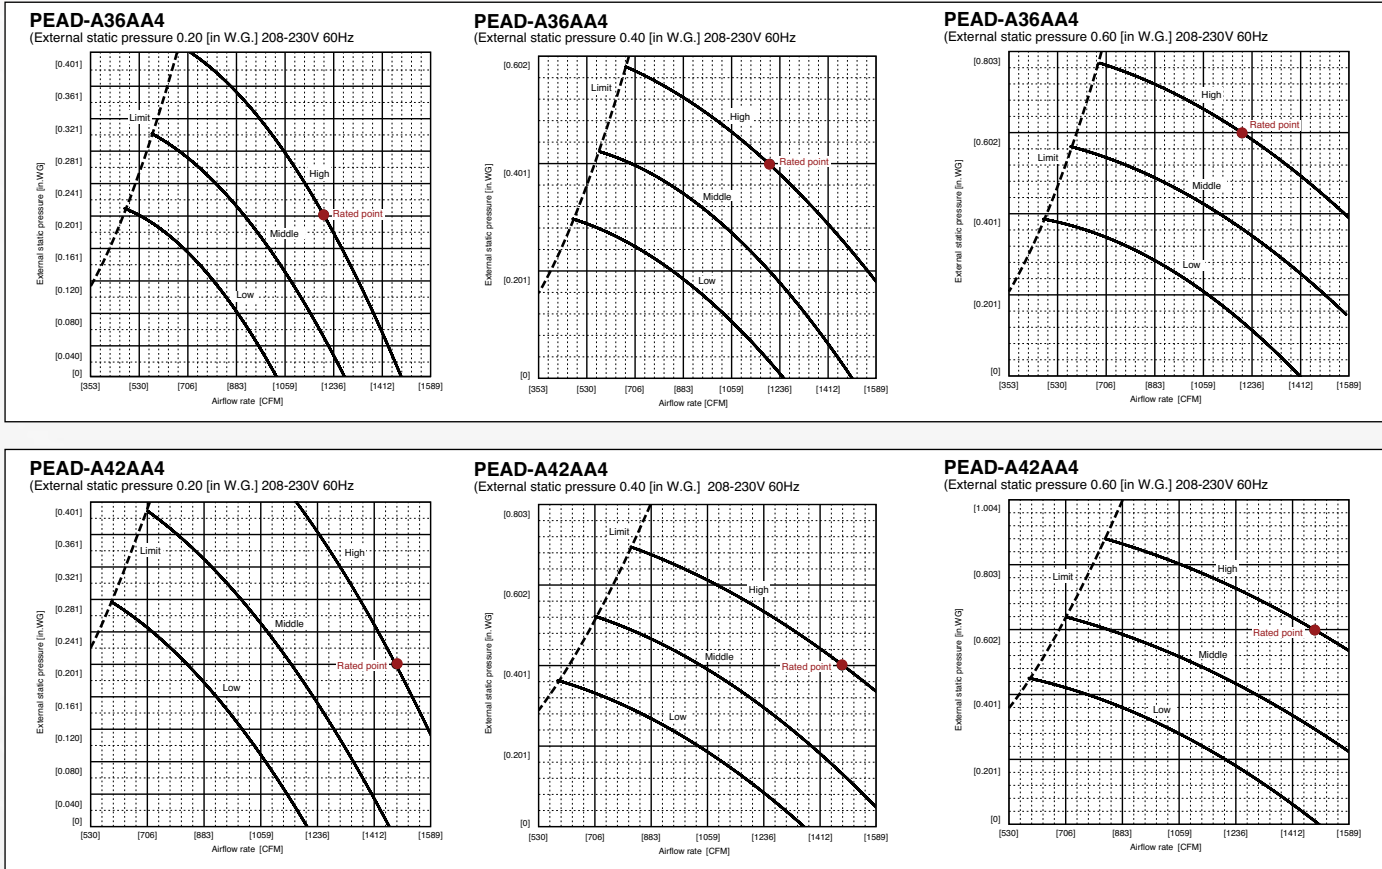 PEAD-A36AA4
(External static pressure 0.20 [in W.G.] 208-230V 60Hz
[0.401]
[0.361]
[0.321]
[0.281]
[0.241]
[0.201]
[0.161]
[0.120]
[0.080]
[0.040]
[0]
External static pressure [in.WG]
Limit
High
Rated point
Middle
Low
[353] [530] [706] [883] [1059] [1236] [1412] [1589]
Airflow rate [CFM]
PEAD-A36AA4
(External static pressure 0.40 [in W.G.] 208-230V 60Hz
[0.602]
[0.401]
[0.201]
[0]
External static pressure [in.WG]
Limit
High
Rated point
Middle
Low
[353] [530] [706] [883] [1059] [1236] [1412] [1589]
Airflow rate [CFM]
PEAD-A36AA4
(External static pressure 0.60 [in W.G.] 208-230V 60Hz
[0.803]
[0.602]
[0.401]
[0.201]
[0]
External static pressure [in.WG]
High
Rated point
Limit
Middle
Low
[353] [530] [706] [883] [1059] [1236] [1412] [1589]
Airflow rate [CFM]
PEAD-A42AA4
(External static pressure 0.20 [in W.G.] 208-230V 60Hz
[0.401]
[0.361]
[0.321]
[0.281]
[0.241]
[0.201]
[0.161]
[0.120]
[0.080]
[0.040]
[0]
External static pressure [in.WG]
Limit
High
Middle
Rated point
Low
[530] [706] [883] [1059] [1236] [1412] [1589]
Airflow rate [CFM]
PEAD-A42AA4
(External static pressure 0.40 [in W.G.] 208-230V 60Hz
[0.803]
[0.602]
[0.401]
[0.201]
[0]
External static pressure [in.WG]
Limit
High
Middle
Rated point
Low
[530] [706] [883] [1059] [1236] [1412] [1589]
Airflow rate [CFM]
PEAD-A42AA4
(External static pressure 0.60 [in W.G.] 208-230V 60Hz
[1.004]
[0.803]
[0.602]
[0.401]
[0.201]
[0]
External static pressure [in.WG]
Limit
High
Rated point
Middle
Low
[530] [706] [883] [1059] [1236] [1412] [1589]
Airflow rate [CFM]